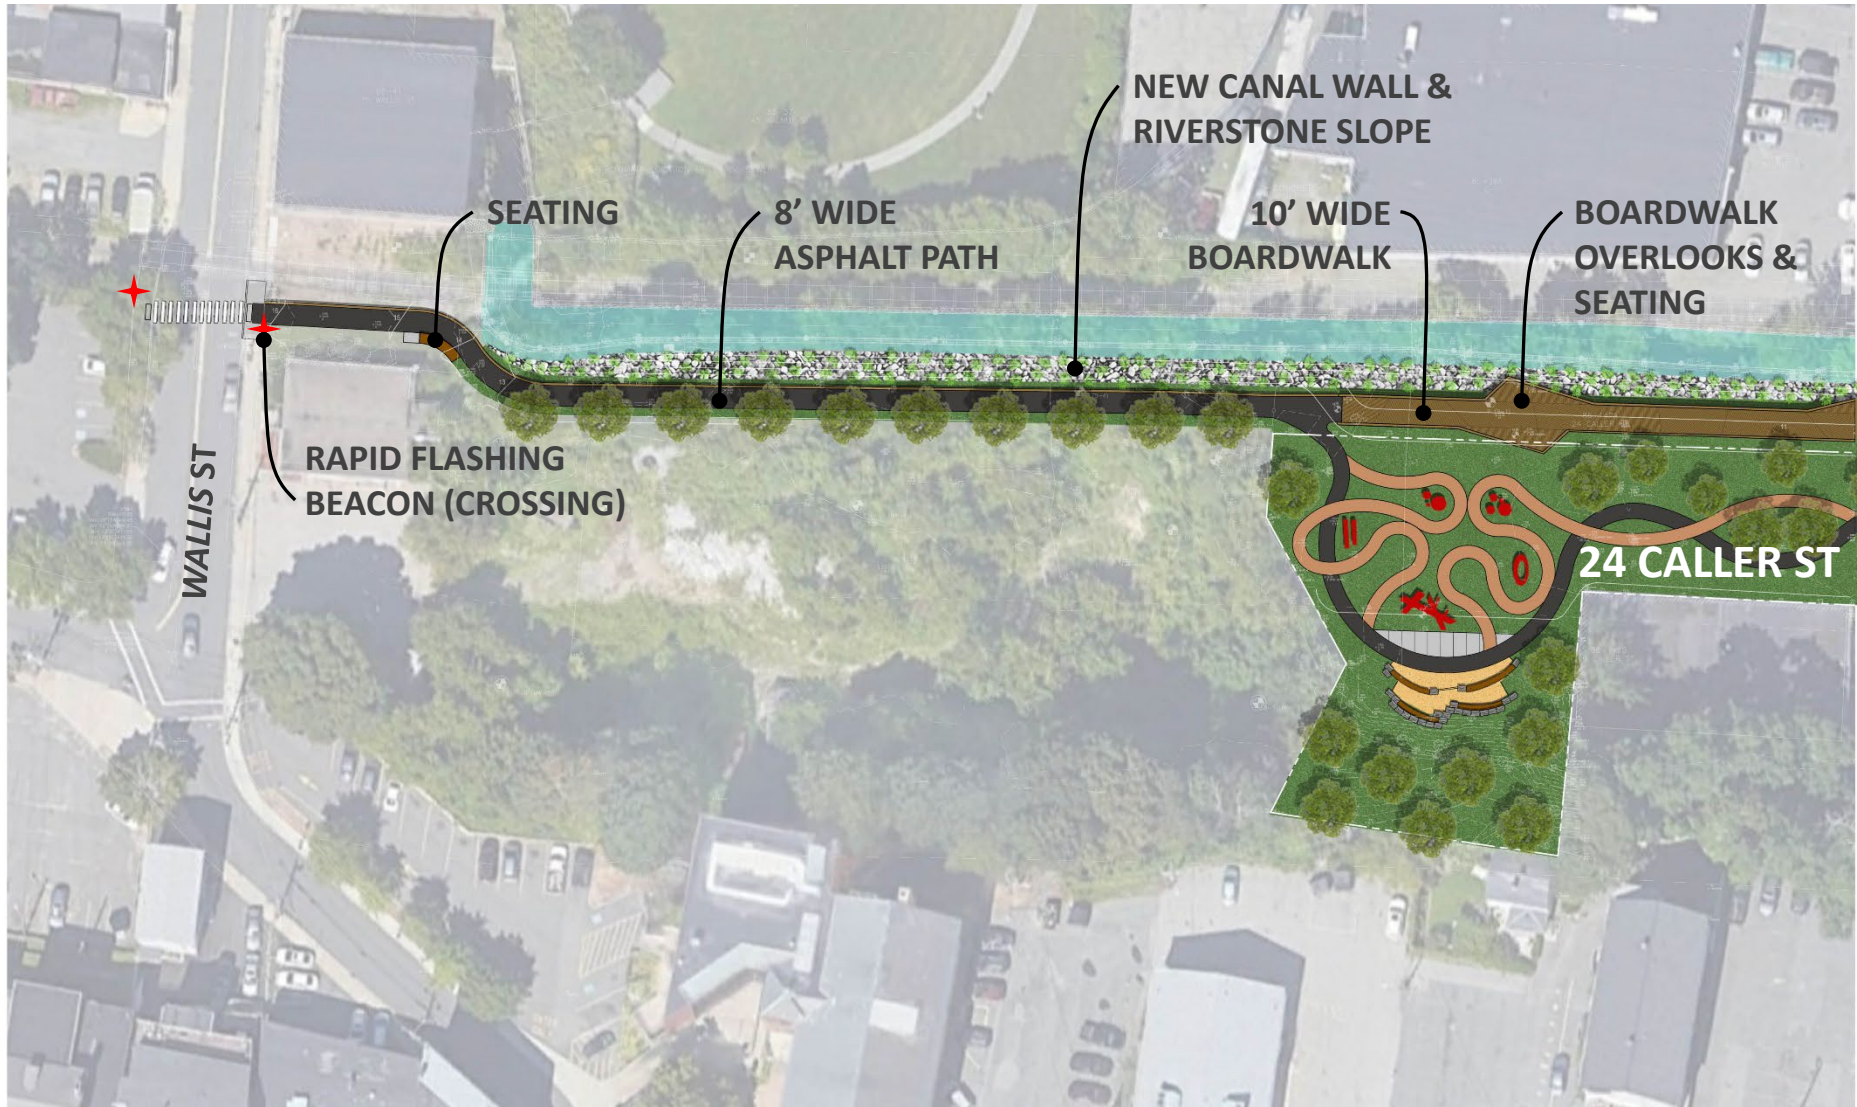 NEW CANAL WALL &
RIVERSTONE SLOPE
SEATING
8’ WIDE
ASPHALT PATH
10’ WIDE
BOARDWALK
BOARDWALK
OVERLOOKS &
SEATING
RAPID FLASHING
BEACON (CROSSING)
WALLIS ST
24 CALLER ST